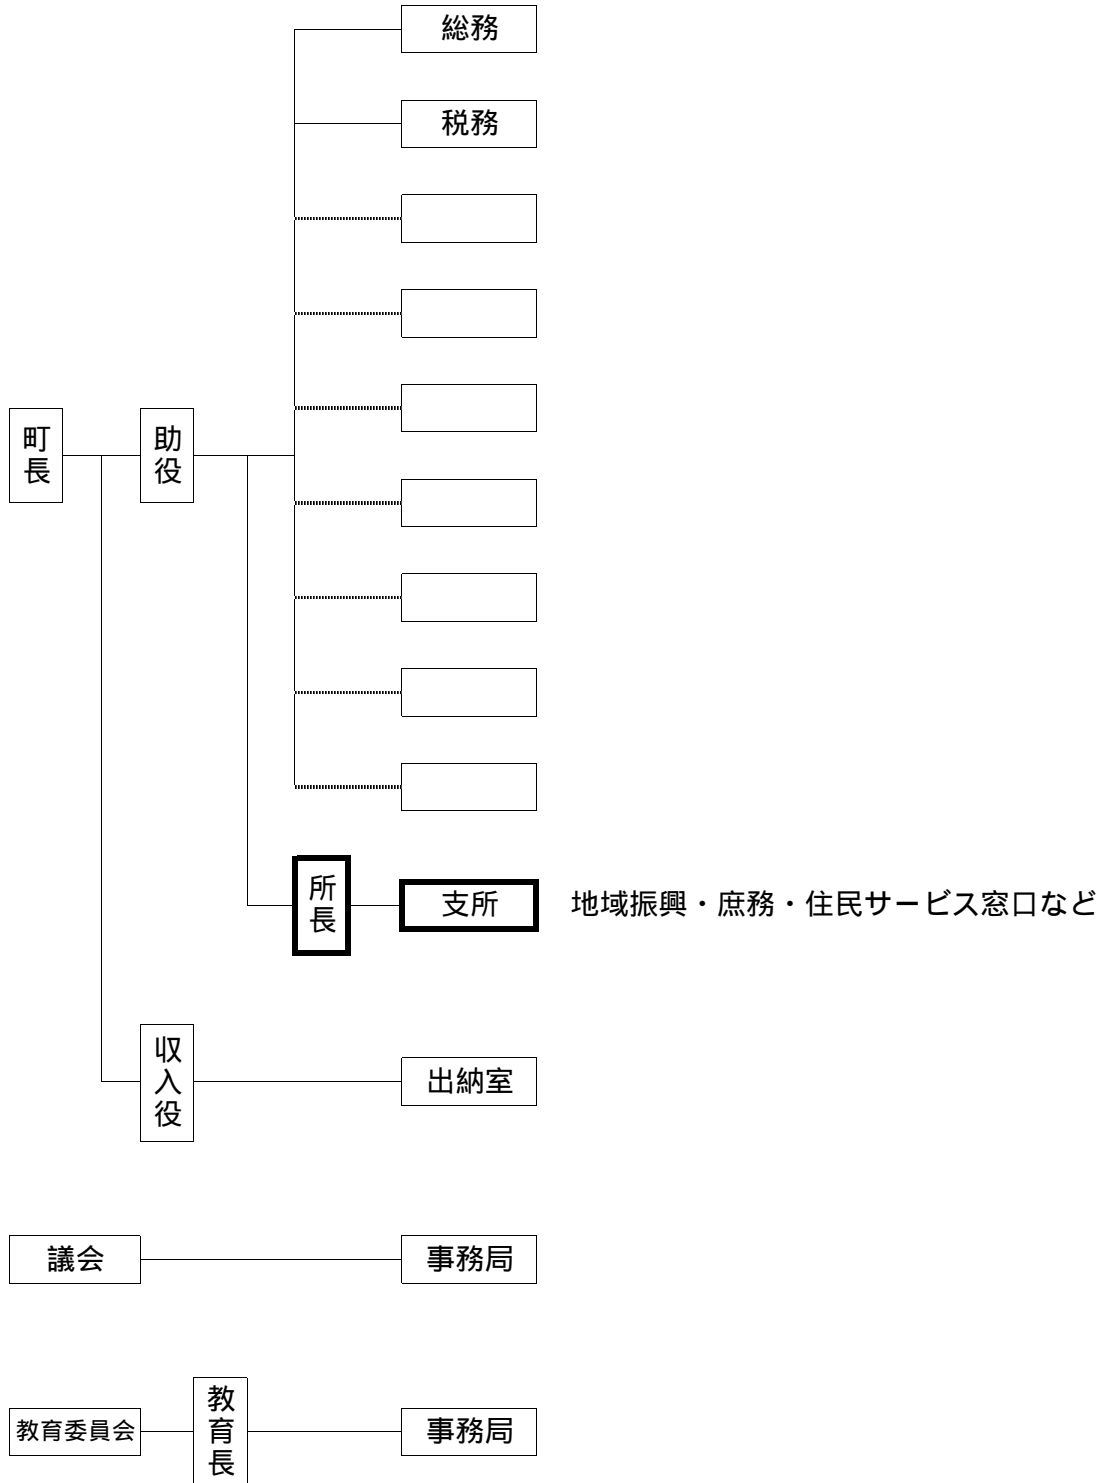 総務
税務
町長
助役
所長
支所
地域振興・庶務・住民サービス窓口など
収入役
出納室
議会
事務局
教育委員会
教育長
事務局